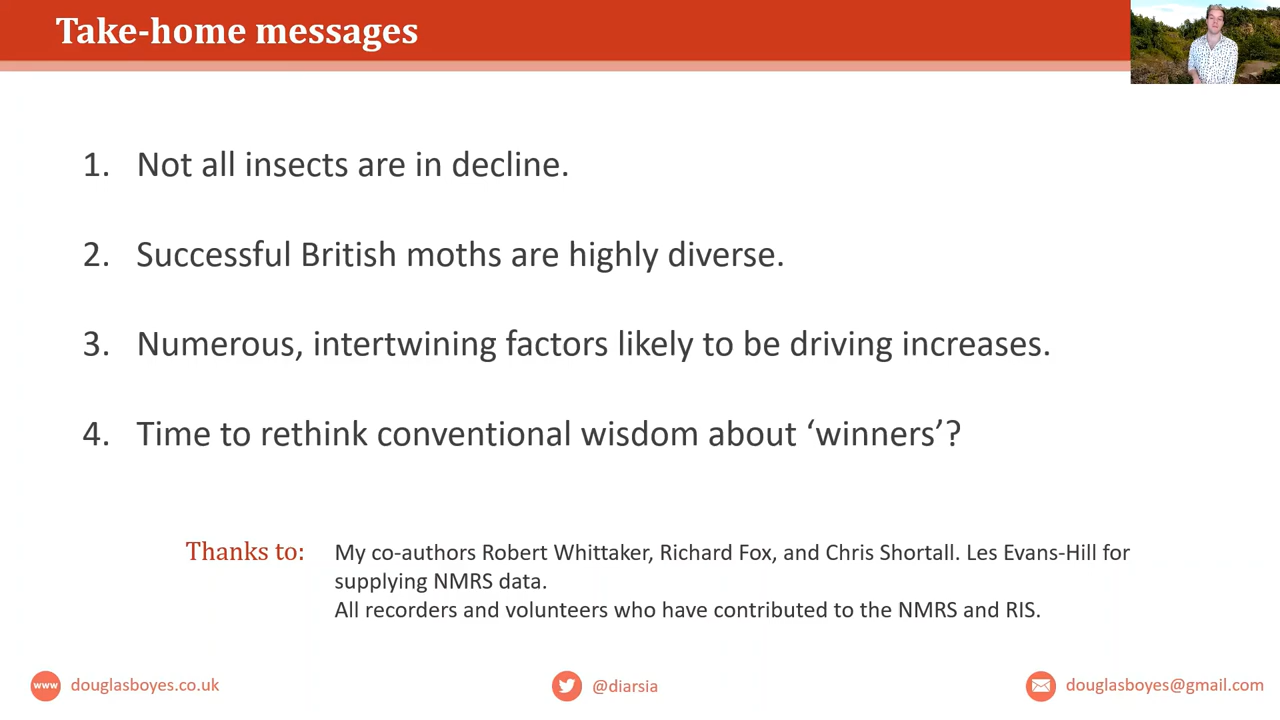 Take-home messages
1. Not all insects are in decline.
2. Successful British moths are highly diverse.
3. Numerous, intertwining factors likely to be driving increases.
4. Time to rethink conventional wisdom about ‘winners’?
Thanks to: My co-authors Robert Whittaker, Richard Fox, and Chris Shortall. Les Evans-Hill for
supplying NMRS data.
All recorders and volunteers who have contributed to the NMRS and RIS.
www douglasboyes.co.uk @diarsia douglasboyes@gmail.com